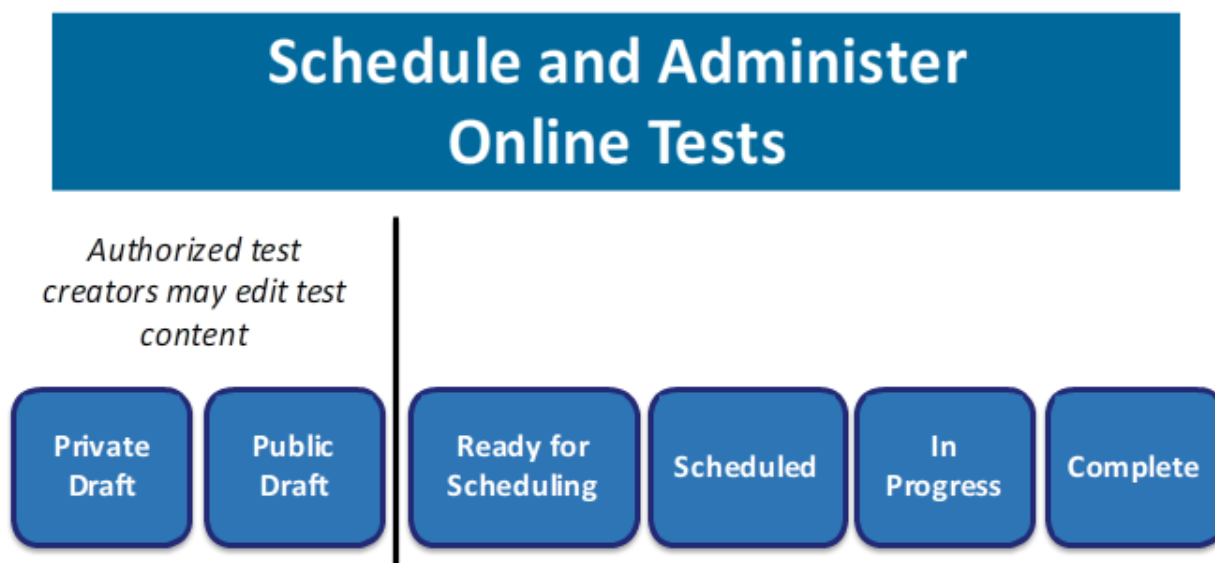 Schedule and Administer
Online Tests
Authorized test
creators may edit test
content
Private
Draft
Public
Draft
Ready for
Scheduling
Scheduled
In
Progress
Complete